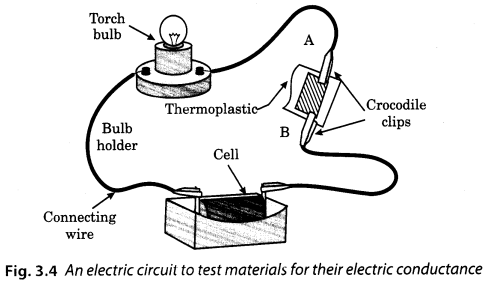 Torch
bulb
A
Thermoplastic
Crocodile
clips
B
Bulb
holder
Cell
Connecting
wire
Fig. 3.4 An electric circuit to test materials for their electric conductance